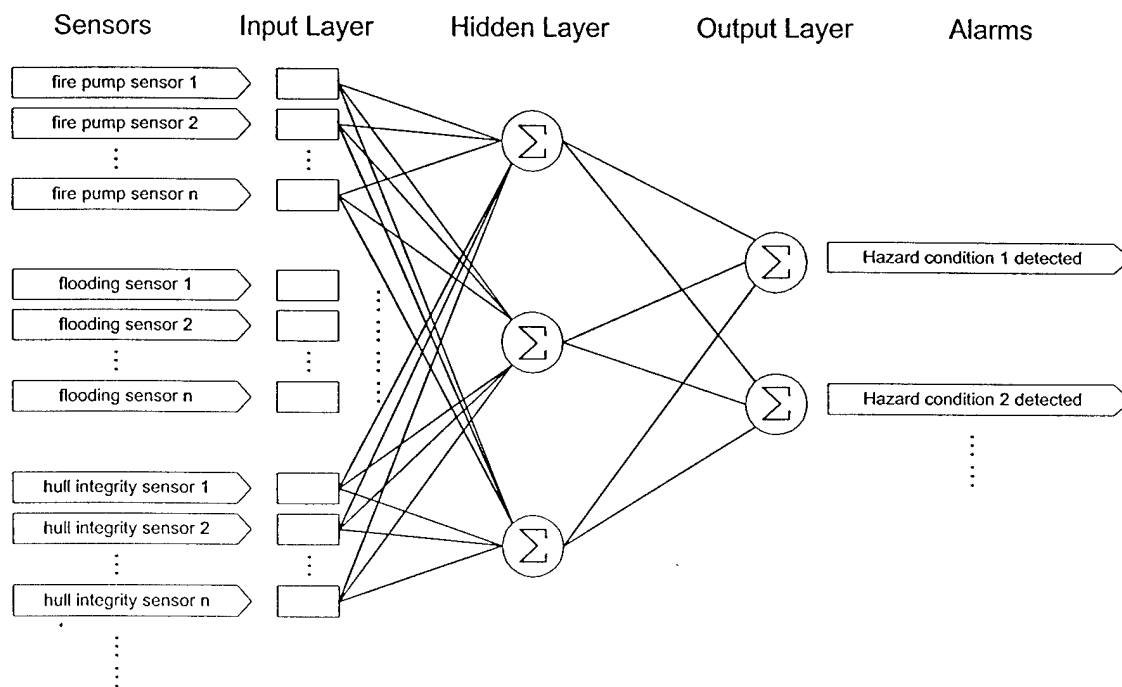 Sensors Input Layer Hidden Layer Output Layer Alarms
fire pump sensor 1
fire pump sensor 2
fire pump sensor n
flooding sensor 1
flooding sensor 2
flooding sensor n
hull integrity sensor 1
hull integrity sensor 2
hull integrity sensor n
Σ
Σ
Σ
Σ
Σ
Hazard condition 1 detected
Hazard condition 2 detected